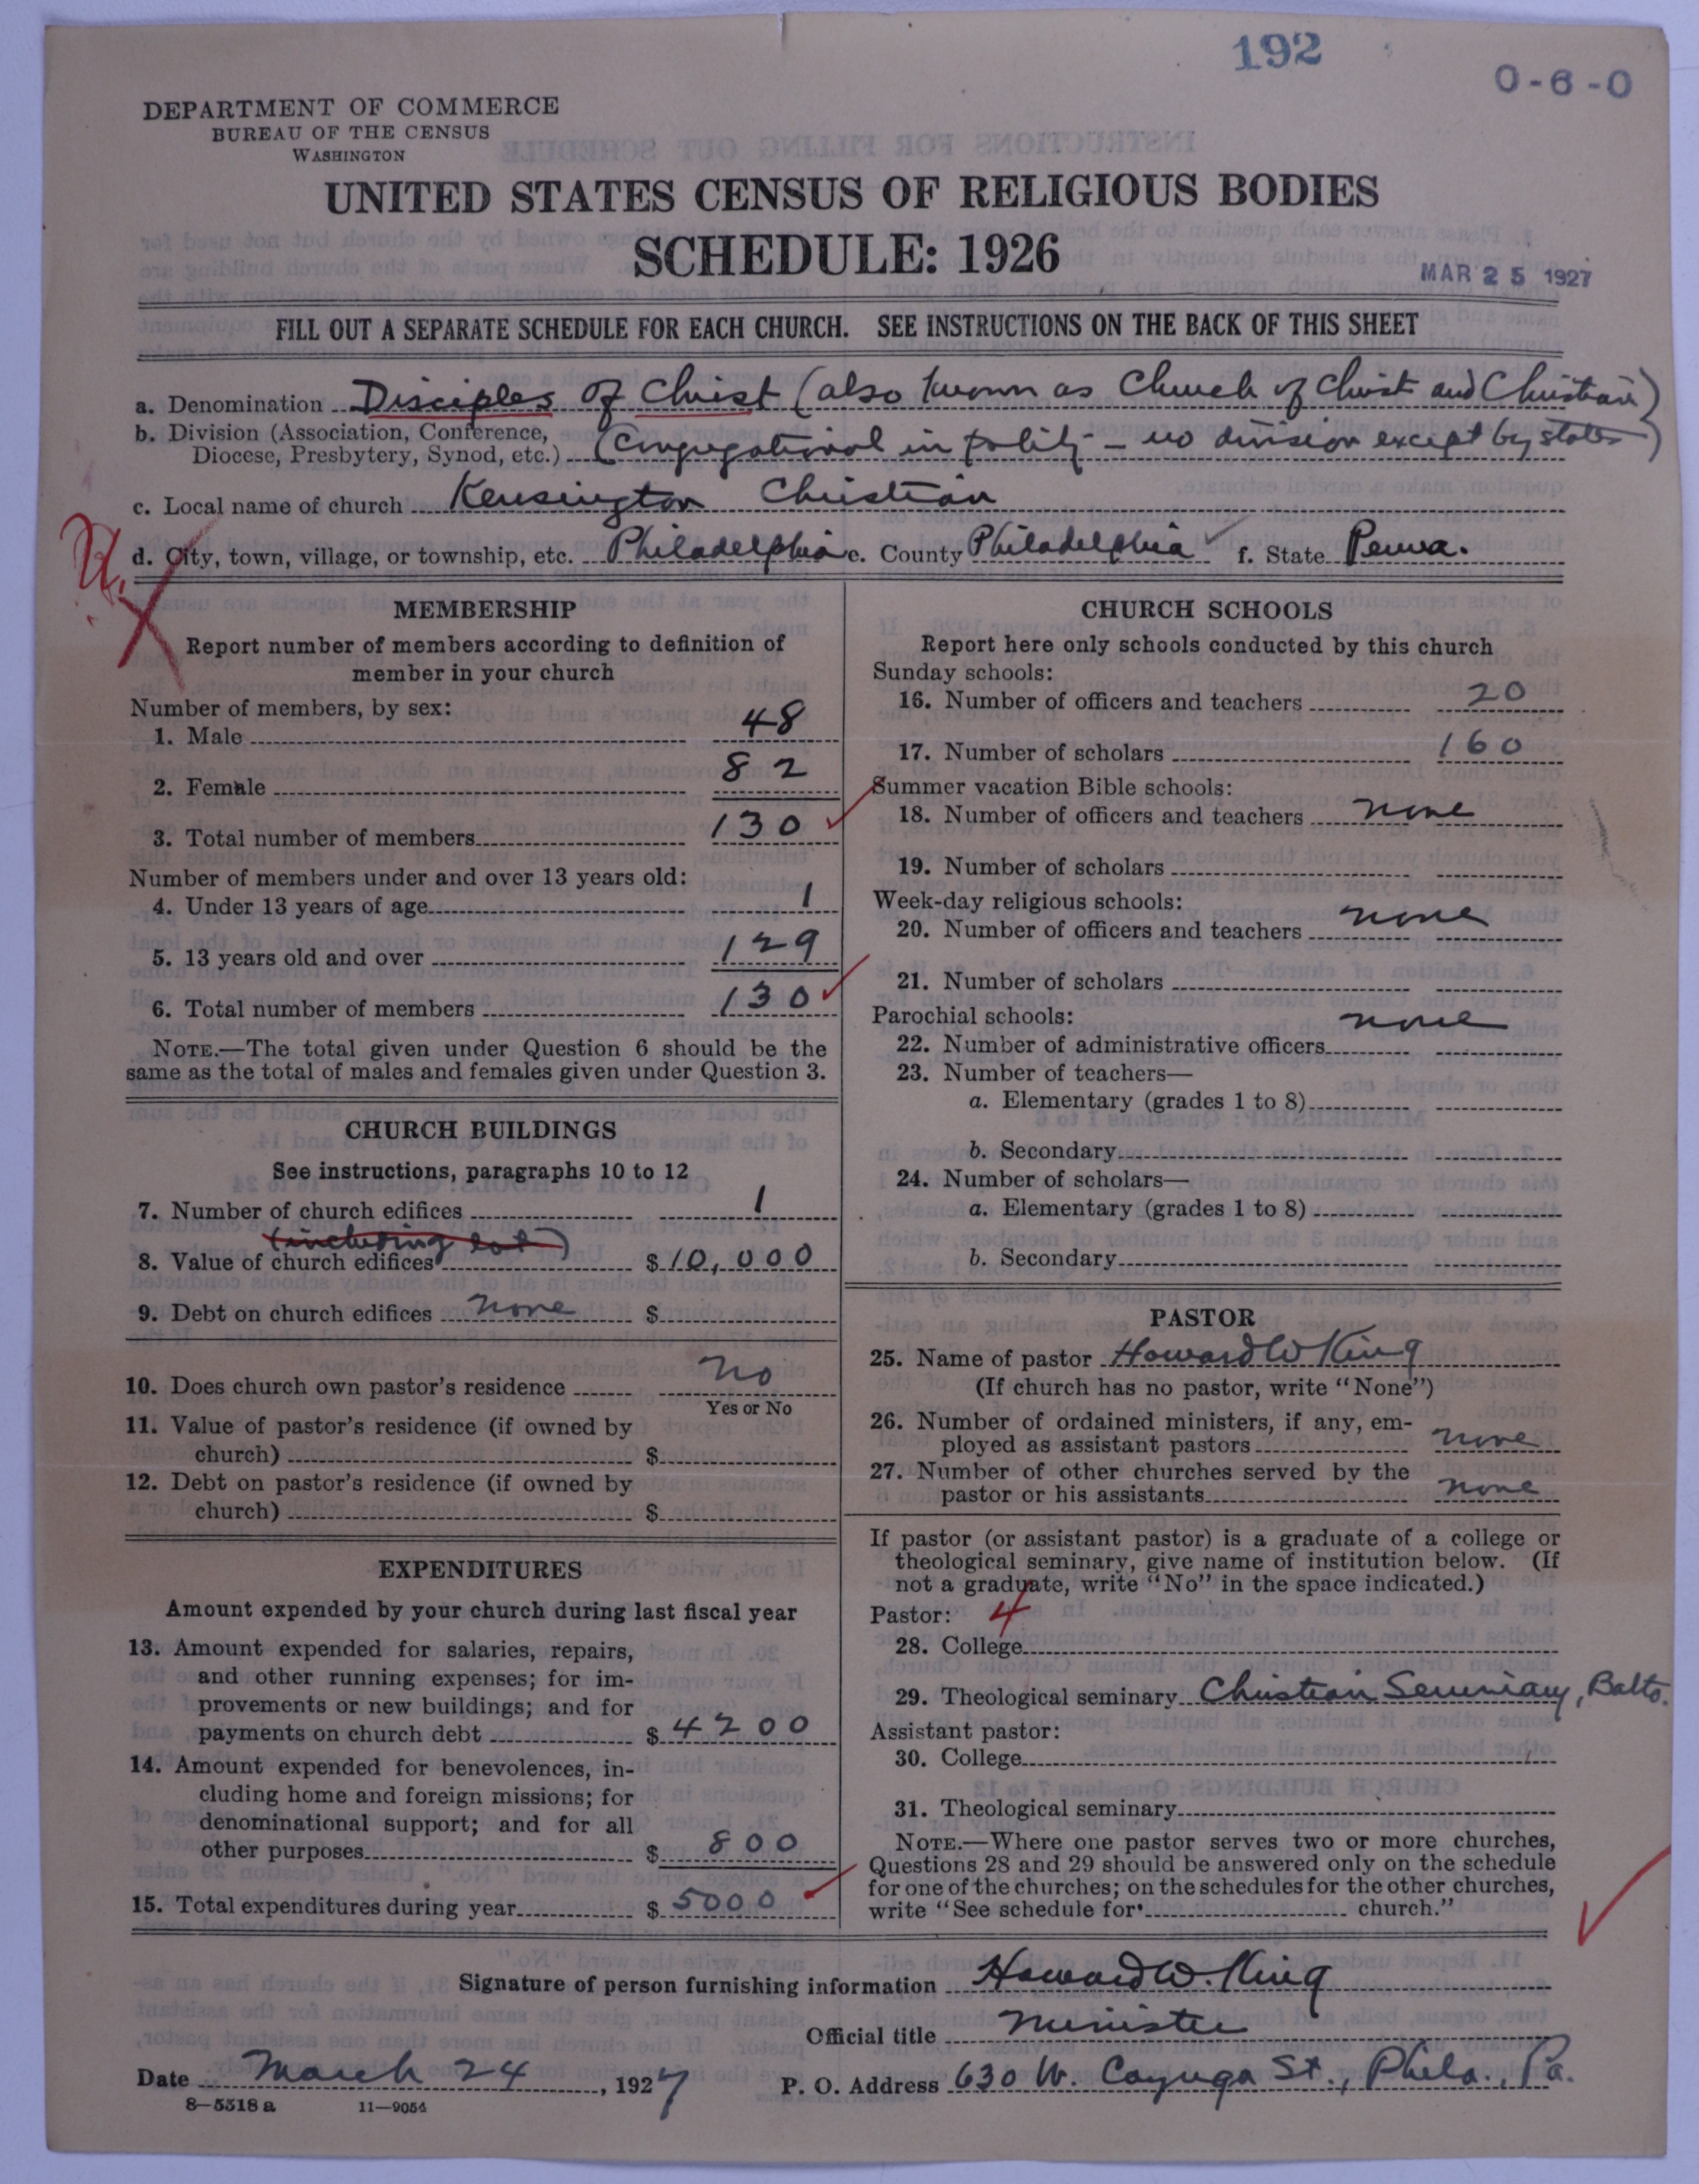 192
0-6-0
DEPARTMENT OF COMMERCE
BUREAU OF THE CENSUS
WASHINGTON
UNITED STATES CENSUS OF RELIGIOUS BODIES
SCHEDULE: 1926
MAR 25 1927
FILL OUT A SEPARATE SCHEDULE FOR EACH CHURCH. SEE INSTRUCTIONS ON THE BACK OF THIS SHEET
a. Denomination Disciples of Christ (also known as Church of Christ and Christian)
b. Division (Association, Conference,
Diocese, Presbytery, Synod, etc.) (Congregational in polity – no division except by states)
c. Local name of church Kensington Christian
d. City, town, village, or township, etc. Philadelphia e. County Philadelphia f. State Penna.
MEMBERSHIP
Report number of members according to definition of
member in your church
Number of members, by sex:
1. Male 48
2. Female 82
3. Total number of members 130
Number of members under and over 13 years old:
4. Under 13 years of age 1
5. 13 years old and over 129
6. Total number of members 130
NOTE.—The total given under Question 6 should be the
same as the total of males and females given under Question 3.
CHURCH BUILDINGS
See instructions, paragraphs 10 to 12
7. Number of church edifices 1
(including lot)
8. Value of church edifices $ 10,000
9. Debt on church edifices none $
10. Does church own pastor's residence No
Yes or No
11. Value of pastor's residence (if owned by
church) $
12. Debt on pastor's residence (if owned by
church) $
EXPENDITURES
Amount expended by your church during last fiscal year
13. Amount expended for salaries, repairs,
and other running expenses; for im-
provements or new buildings; and for
payments on church debt $ 4200
14. Amount expended for benevolences, in-
cluding home and foreign missions; for
denominational support; and for all
other purposes $ 800
15. Total expenditures during year $ 5000
CHURCH SCHOOLS
Report here only schools conducted by this church
Sunday schools:
16. Number of officers and teachers 20
17. Number of scholars 160
Summer vacation Bible schools:
18. Number of officers and teachers none
19. Number of scholars
Week-day religious schools:
20. Number of officers and teachers none
21. Number of scholars
Parochial schools: none
22. Number of administrative officers
23. Number of teachers—
a. Elementary (grades 1 to 8)
b. Secondary
24. Number of scholars—
a. Elementary (grades 1 to 8)
b. Secondary
PASTOR
25. Name of pastor Howard W King
(If church has no pastor, write "None")
26. Number of ordained ministers, if any, em-
ployed as assistant pastors none
27. Number of other churches served by the
pastor or his assistants none
If pastor (or assistant pastor) is a graduate of a college or
theological seminary, give name of institution below. (If
not a graduate, write "No" in the space indicated.)
Pastor: 4
28. College
29. Theological seminary Christian Seminary, Balto.
Assistant pastor:
30. College
31. Theological seminary
NOTE.—Where one pastor serves two or more churches,
Questions 28 and 29 should be answered only on the schedule
for one of the churches; on the schedules for the other churches,
write "See schedule for church."
Signature of person furnishing information Howard W. King
Official title Minister
Date March 24, 1927 P. O. Address 630 W. Cayuga St., Phila., Pa.
8—5518 a 11—9054